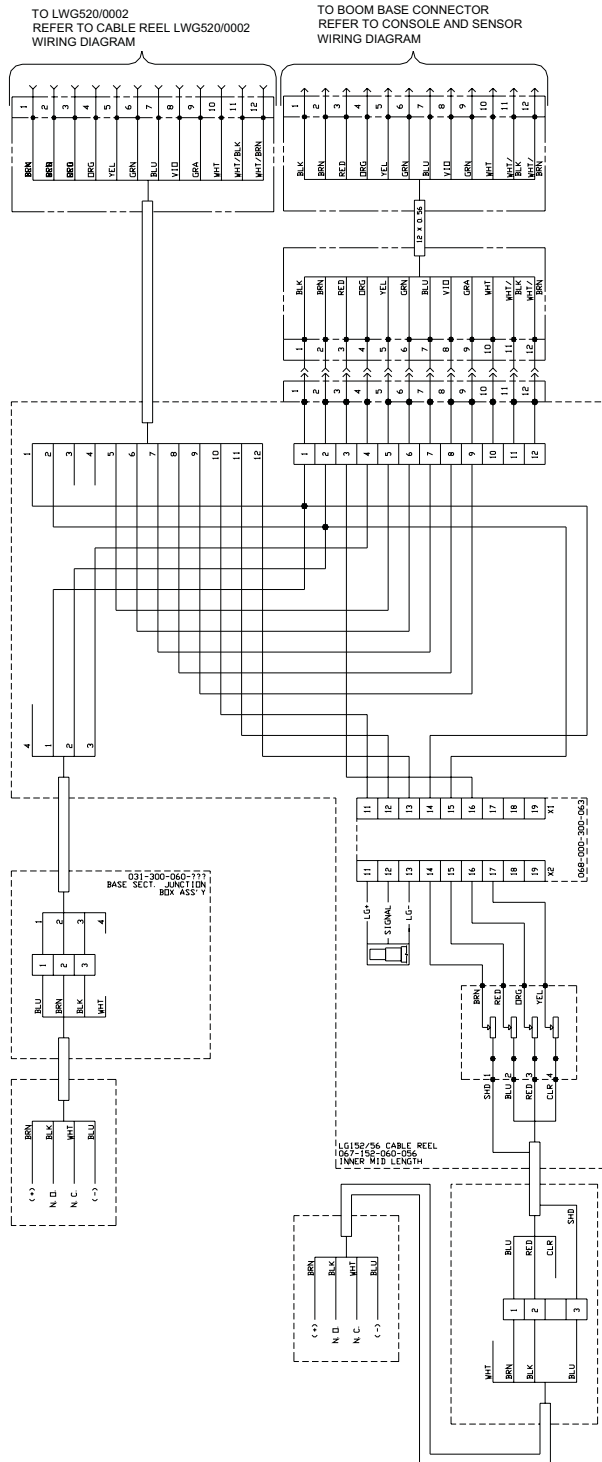 TO LWG520/0002
REFER TO CABLE REEL LWG520/0002
WIRING DIAGRAM
TO BOOM BASE CONNECTOR
REFER TO CONSOLE AND SENSOR
WIRING DIAGRAM
1 2 3 4 5 6 7 8 9 10 11 12
ORG YEL GRN BLU VIO GRA WHT WHT/BLK WHT/BRN
1 2 3 4 5 6 7 8 9 10 11 12
BLK BRN RED ORG YEL GRN BLU VIO GRN WHT WHT/BLK WHT/BRN
12 X 0.56
BLK BRN RED ORG YEL GRN BLU VIO GRA WHT WHT/BLK WHT/BRN
1 2 3 4 5 6 7 8 9 10 11 12
1 2 3 4 5 6 7 8 9 10 11 12
1 2 3 4 5 6 7 8 9 10 11 12
1 2 3 4 5 6 7 8 9 10 11 12
4 1 2 3
11 12 13 14 15 16 17 18 19 X1
068-000-300-063
11 12 13 14 15 16 17 18 19 X2
LG+ SIGNAL LG-
031-300-060-???
BASE SECT. JUNCTION
BOX ASS'Y
1 2 3 4
1 2 3
BLU BRN BLK WHT
BRN BLK WHT BLU
(+) N.O. N.C. (-)
BRN RED ORG YEL
SHD 1 BLU 2 RED 3 CLR 4
LG152/56 CABLE REEL
067-152-060-056
INNER MID LENGTH
BRN BLK WHT BLU
(+) N.O. N.C. (-)
BLU RED CLR SHD
1 2 3
WHT BRN BLK BLU